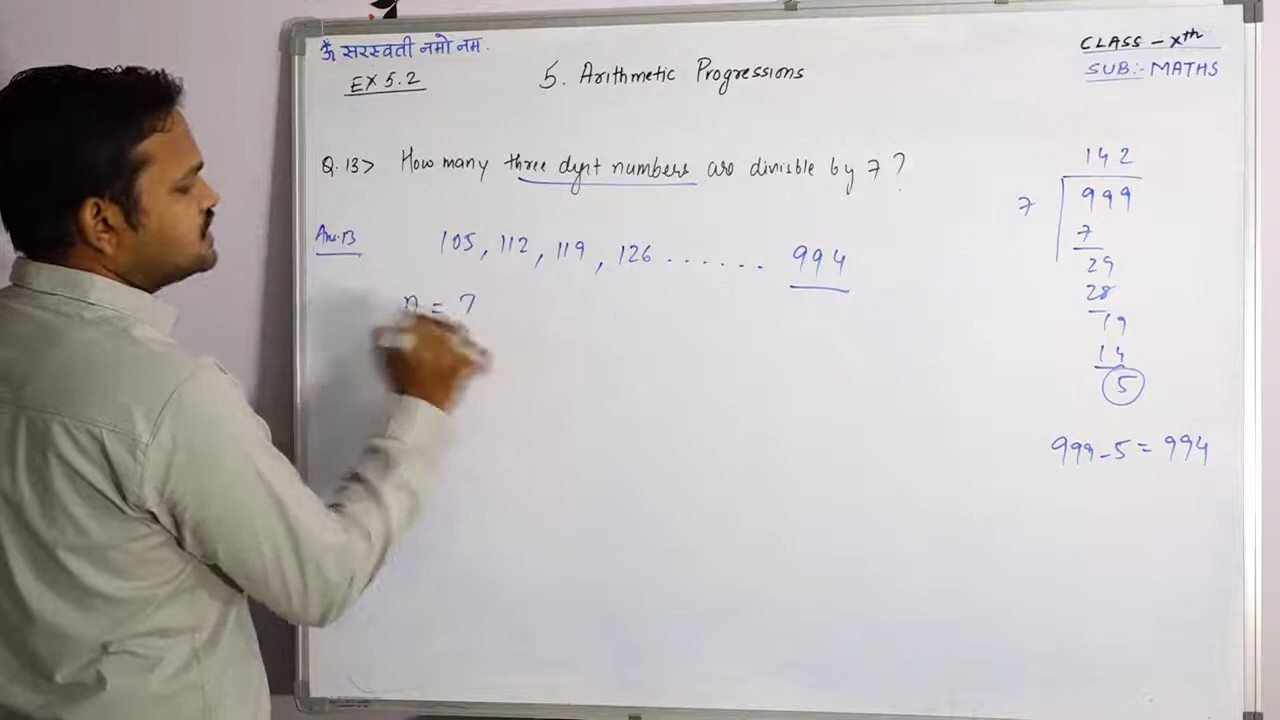 ॐ सरस्वती नमो नम.
EX 5.2
5. Arithmetic Progressions
CLASS - Xth
SUB:- MATHS
Q.13> How many three dgit numbers are divisible by 7 ?
Ans.13
105, 112, 119, 126 ...... 994
n = ?
142
7 999
7
29
28
19
14
5
999-5 = 994